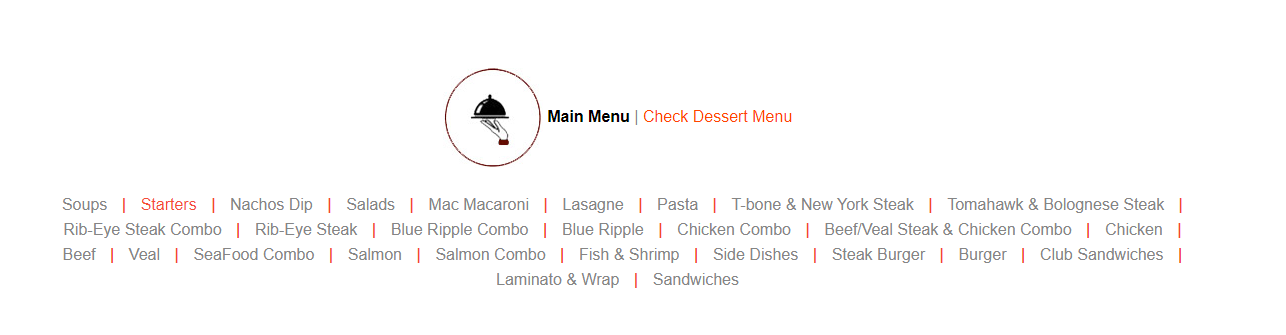 Main Menu | Check Dessert Menu
Soups | Starters | Nachos Dip | Salads | Mac Macaroni | Lasagne | Pasta | T-bone & New York Steak | Tomahawk & Bolognese Steak |
Rib-Eye Steak Combo | Rib-Eye Steak | Blue Ripple Combo | Blue Ripple | Chicken Combo | Beef/Veal Steak & Chicken Combo | Chicken |
Beef | Veal | SeaFood Combo | Salmon | Salmon Combo | Fish & Shrimp | Side Dishes | Steak Burger | Burger | Club Sandwiches |
Laminato & Wrap | Sandwiches